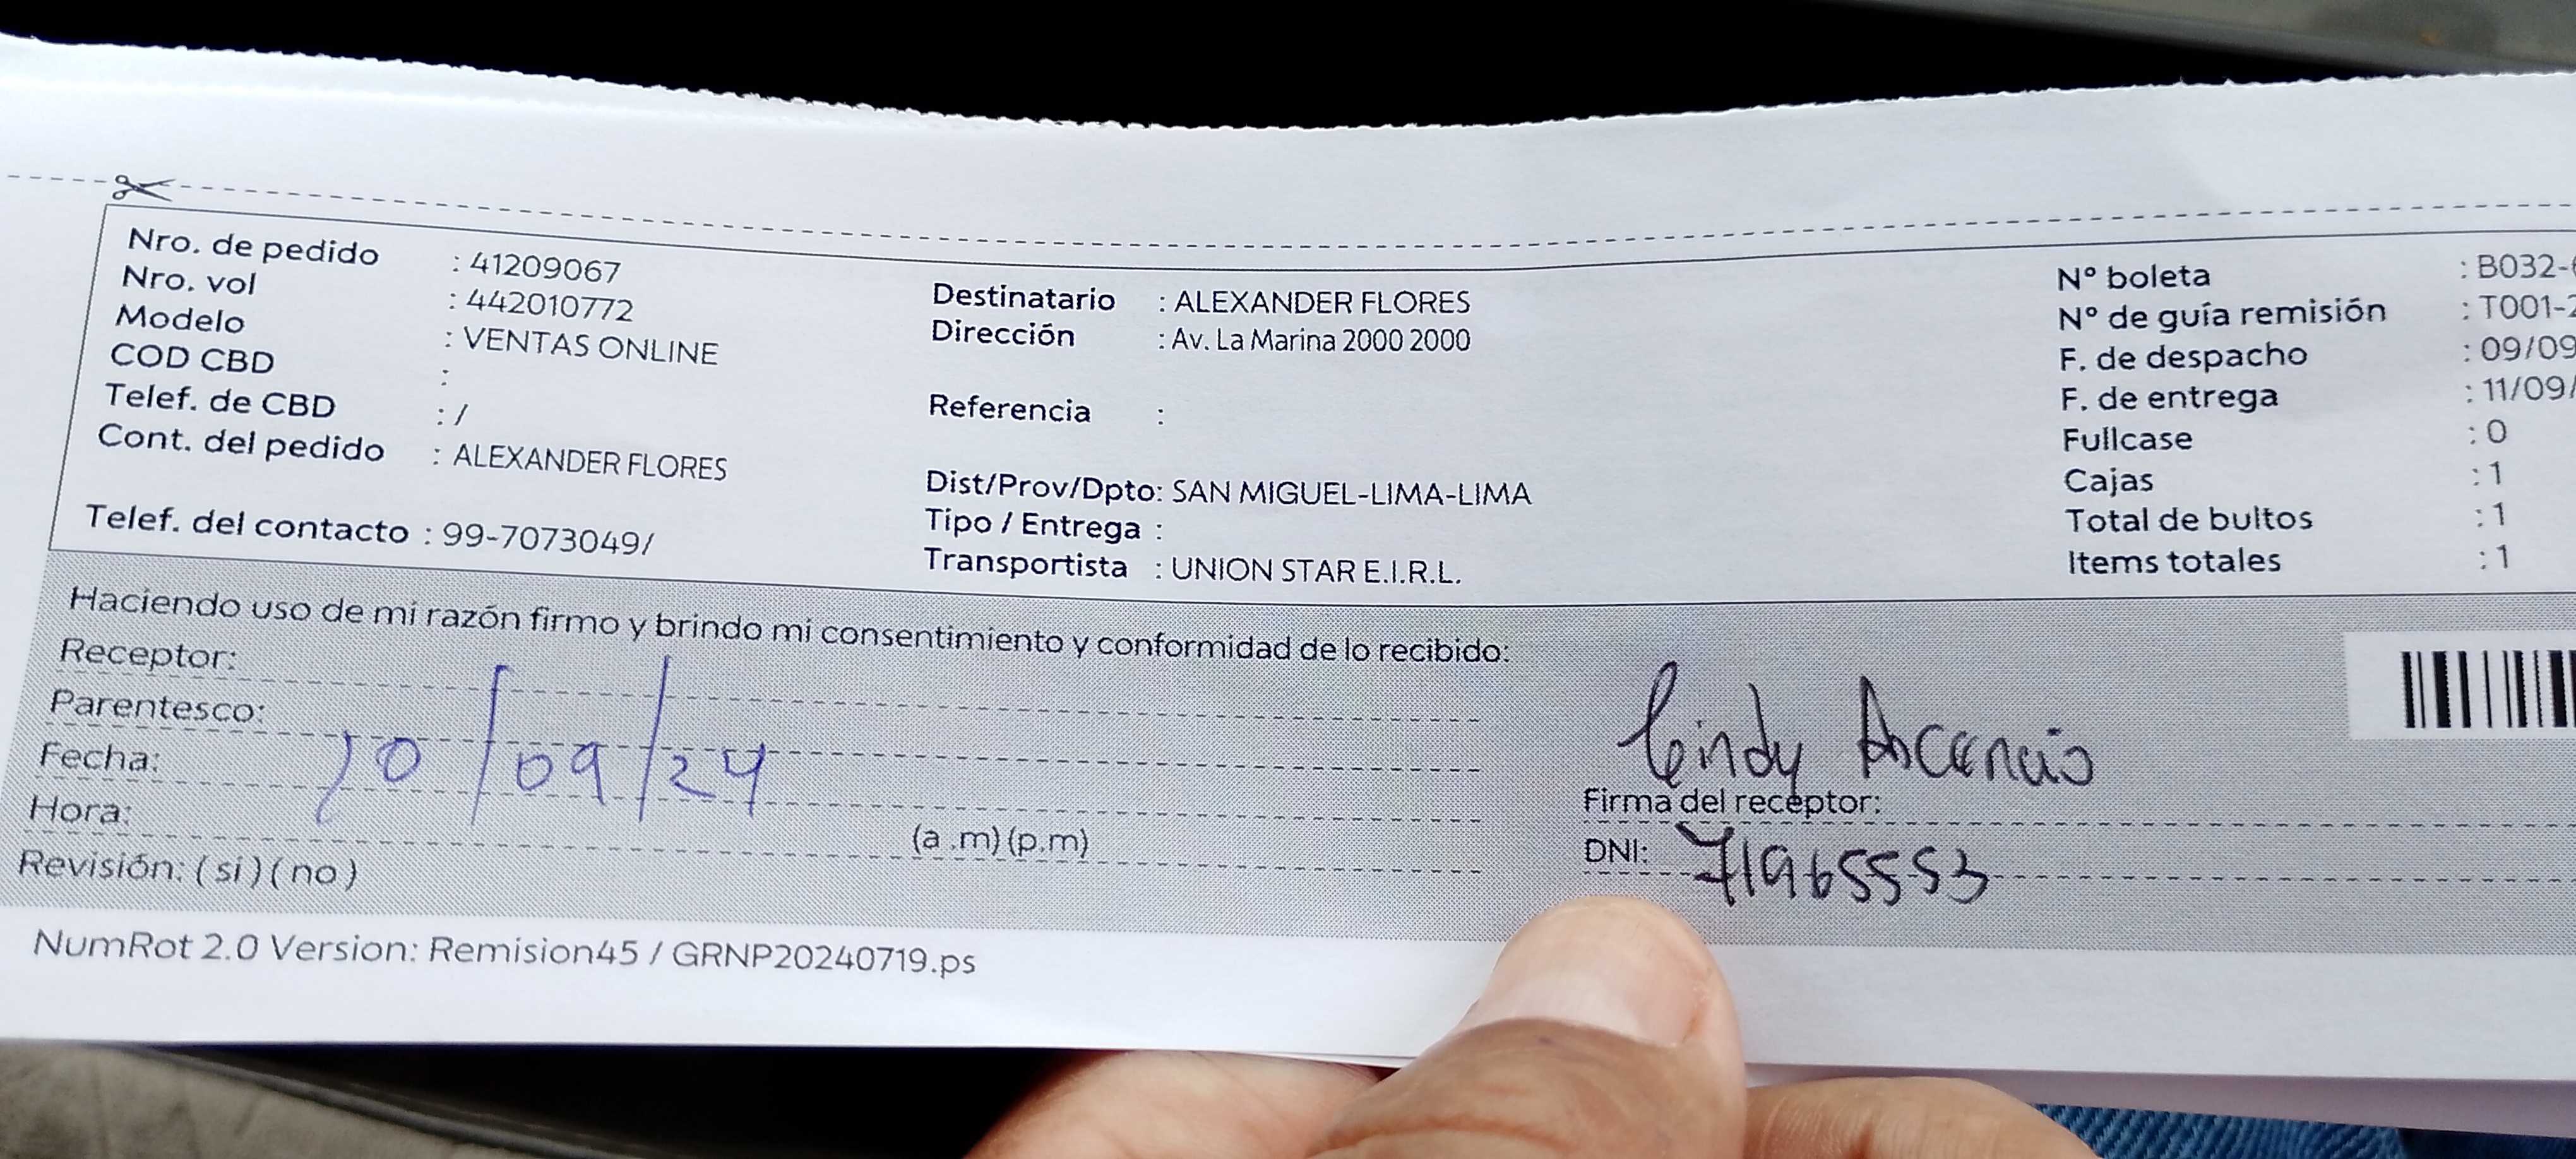 Nro. de pedido : 41209067
Nro. vol : 442010772
Modelo : VENTAS ONLINE
COD CBD :
Telef. de CBD : /
Cont. del pedido : ALEXANDER FLORES
Telef. del contacto : 99-7073049/
Destinatario : ALEXANDER FLORES
Dirección : Av. La Marina 2000 2000
Referencia :
Dist/Prov/Dpto: SAN MIGUEL-LIMA-LIMA
Tipo / Entrega :
Transportista : UNION STAR E.I.R.L.
Nº boleta : B032-
Nº de guía remisión : T001-2
F. de despacho : 09/09
F. de entrega : 11/09/
Fullcase : 0
Cajas : 1
Total de bultos : 1
Items totales : 1
Haciendo uso de mi razón firmo y brindo mi consentimiento y conformidad de lo recibido:
Receptor:
Parentesco:
Fecha: 10/09/24
Hora: (a .m) (p.m)
Revisión: ( si ) ( no )
Cindy Ascencio
Firma del receptor:
DNI: 71965553
NumRot 2.0 Version: Remision45 / GRNP20240719.ps